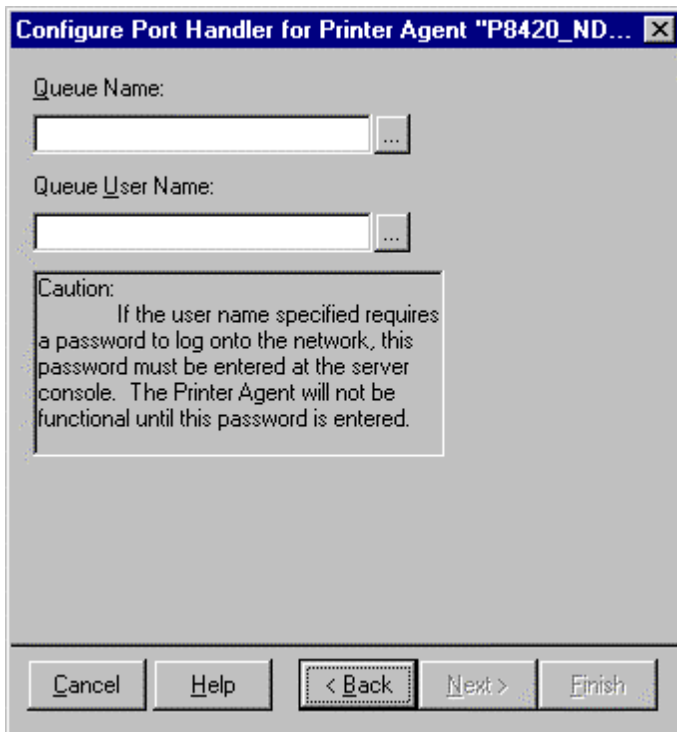 Configure Port Handler for Printer Agent "P8420_ND...
Queue Name:
...
Queue User Name:
...
Caution:
If the user name specified requires
a password to log onto the network, this
password must be entered at the server
console. The Printer Agent will not be
functional until this password is entered.
Cancel Help < Back Next > Finish